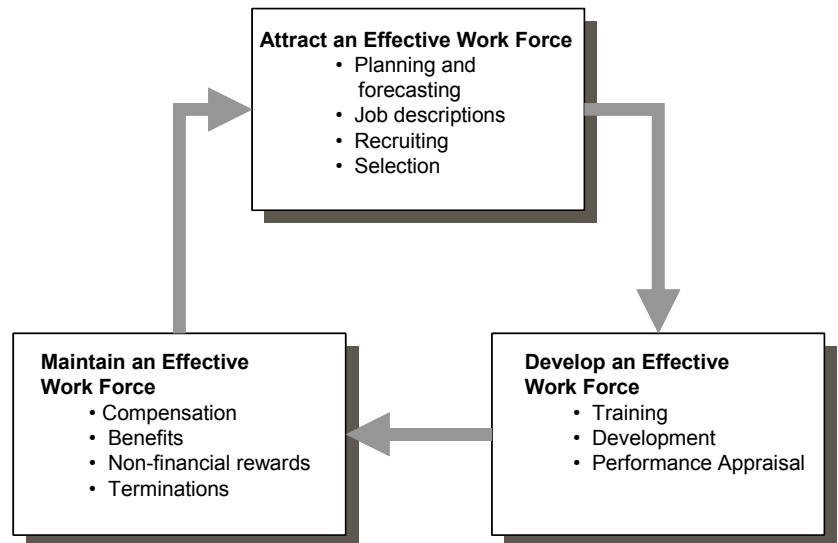 Attract an Effective Work Force
• Planning and
forecasting
• Job descriptions
• Recruiting
• Selection
Maintain an Effective
Work Force
• Compensation
• Benefits
• Non-financial rewards
• Terminations
Develop an Effective
Work Force
• Training
• Development
• Performance Appraisal